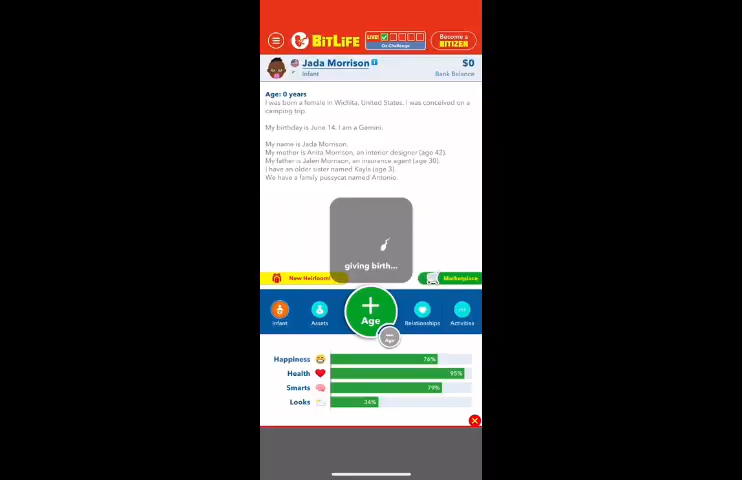 BitLife
LIVE!
Oz Challenge
Become a
BITIZEN
Jada Morrison
$0
Infant
Bank Balance
Age: 0 years
I was born a female in Wichita, United States. I was conceived on a
camping trip.
My birthday is June 14. I am a Gemini.
My name is Jada Morrison.
My mother is Anita Morrison, an interior designer (age 42).
My father is Jalen Morrison, an insurance agent (age 30).
I have an older sister named Kayla (age 3).
We have a family pussycat named Antonio.
giving birth...
New Heirloom!
Marketplace
Age
Infant
Assets
Relationships
Activities
Age
Happiness
76%
Health
95%
Smarts
79%
Looks
34%